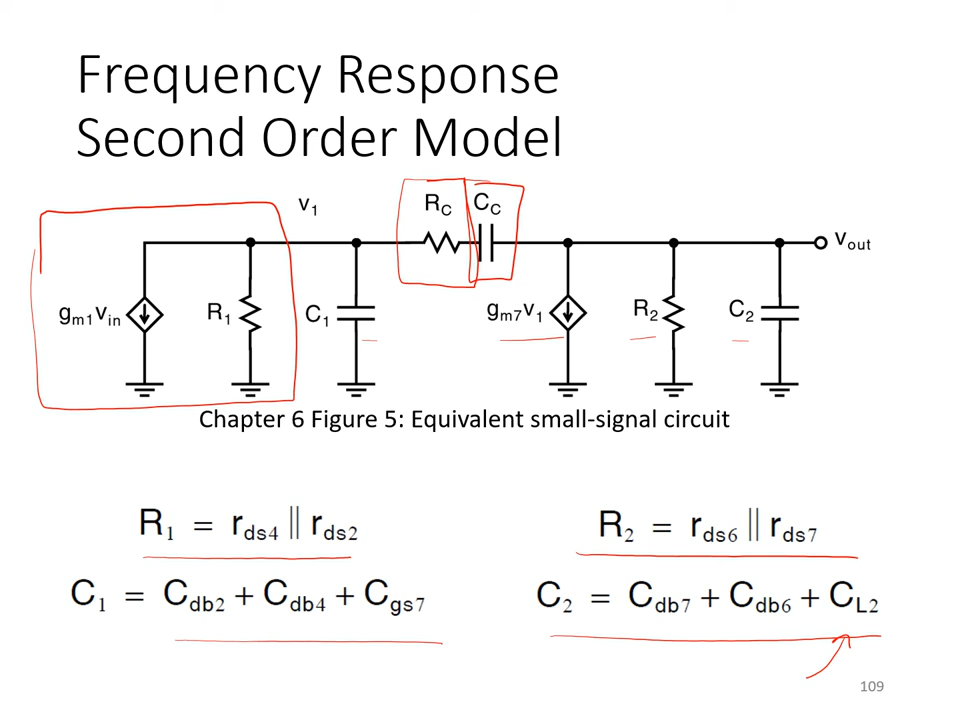 Frequency Response
Second Order Model
v1
RC
CC
gm1vin
R1
C1
gm7v1
R2
C2
vout
Chapter 6 Figure 5: Equivalent small-signal circuit
R1 = rds4 || rds2
R2 = rds6 || rds7
C1 = Cdb2 + Cdb4 + Cgs7
C2 = Cdb7 + Cdb6 + CL2
109